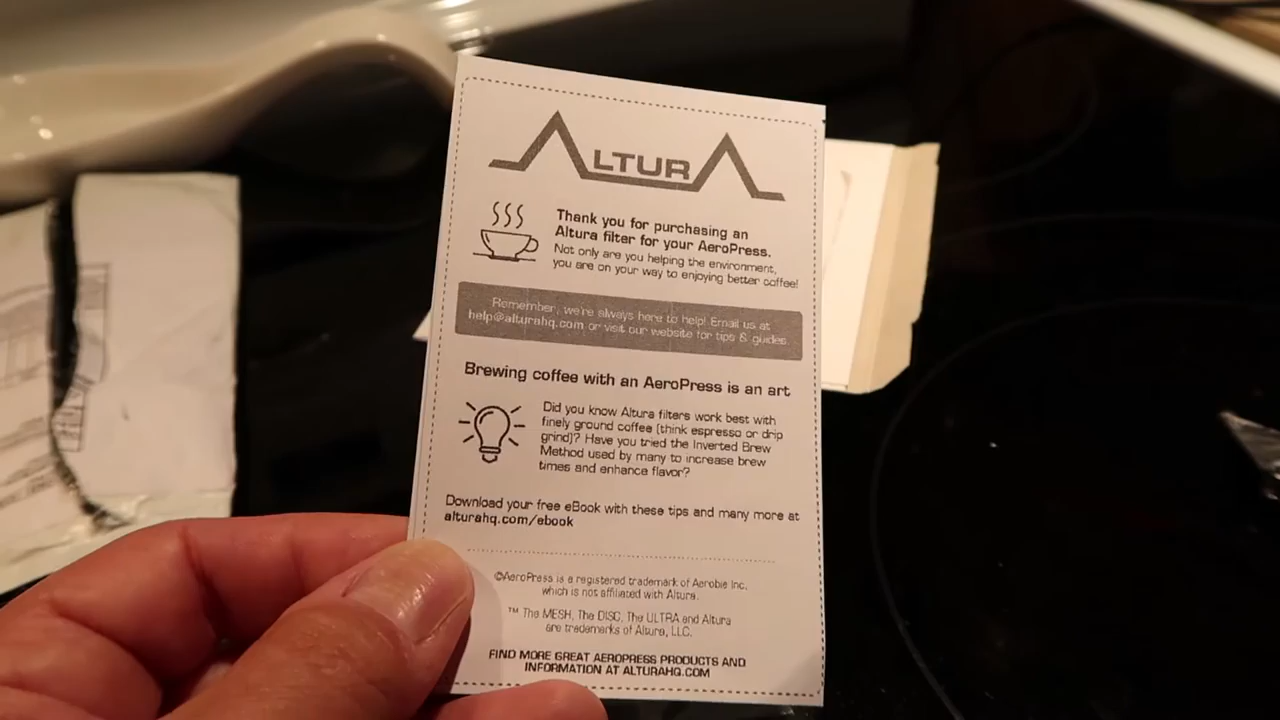 ALTURA
Thank you for purchasing an
Altura filter for your AeroPress.
Not only are you helping the environment,
you are on your way to enjoying better coffee!
Remember, we're always here to help! Email us at
help@alturahq.com or visit our website for tips & guides.
Brewing coffee with an AeroPress is an art
Did you know Altura filters work best with
finely ground coffee (think espresso or drip
grind)? Have you tried the Inverted Brew
Method used by many to increase brew
times and enhance flavor?
Download your free eBook with these tips and many more at
alturahq.com/ebook
©AeroPress is a registered trademark of Aerobie Inc.
which is not affiliated with Altura.
™ The MESH, The DISC, The ULTRA and Altura
are trademarks of Altura, LLC.
FIND MORE GREAT AEROPRESS PRODUCTS AND
INFORMATION AT ALTURAHQ.COM